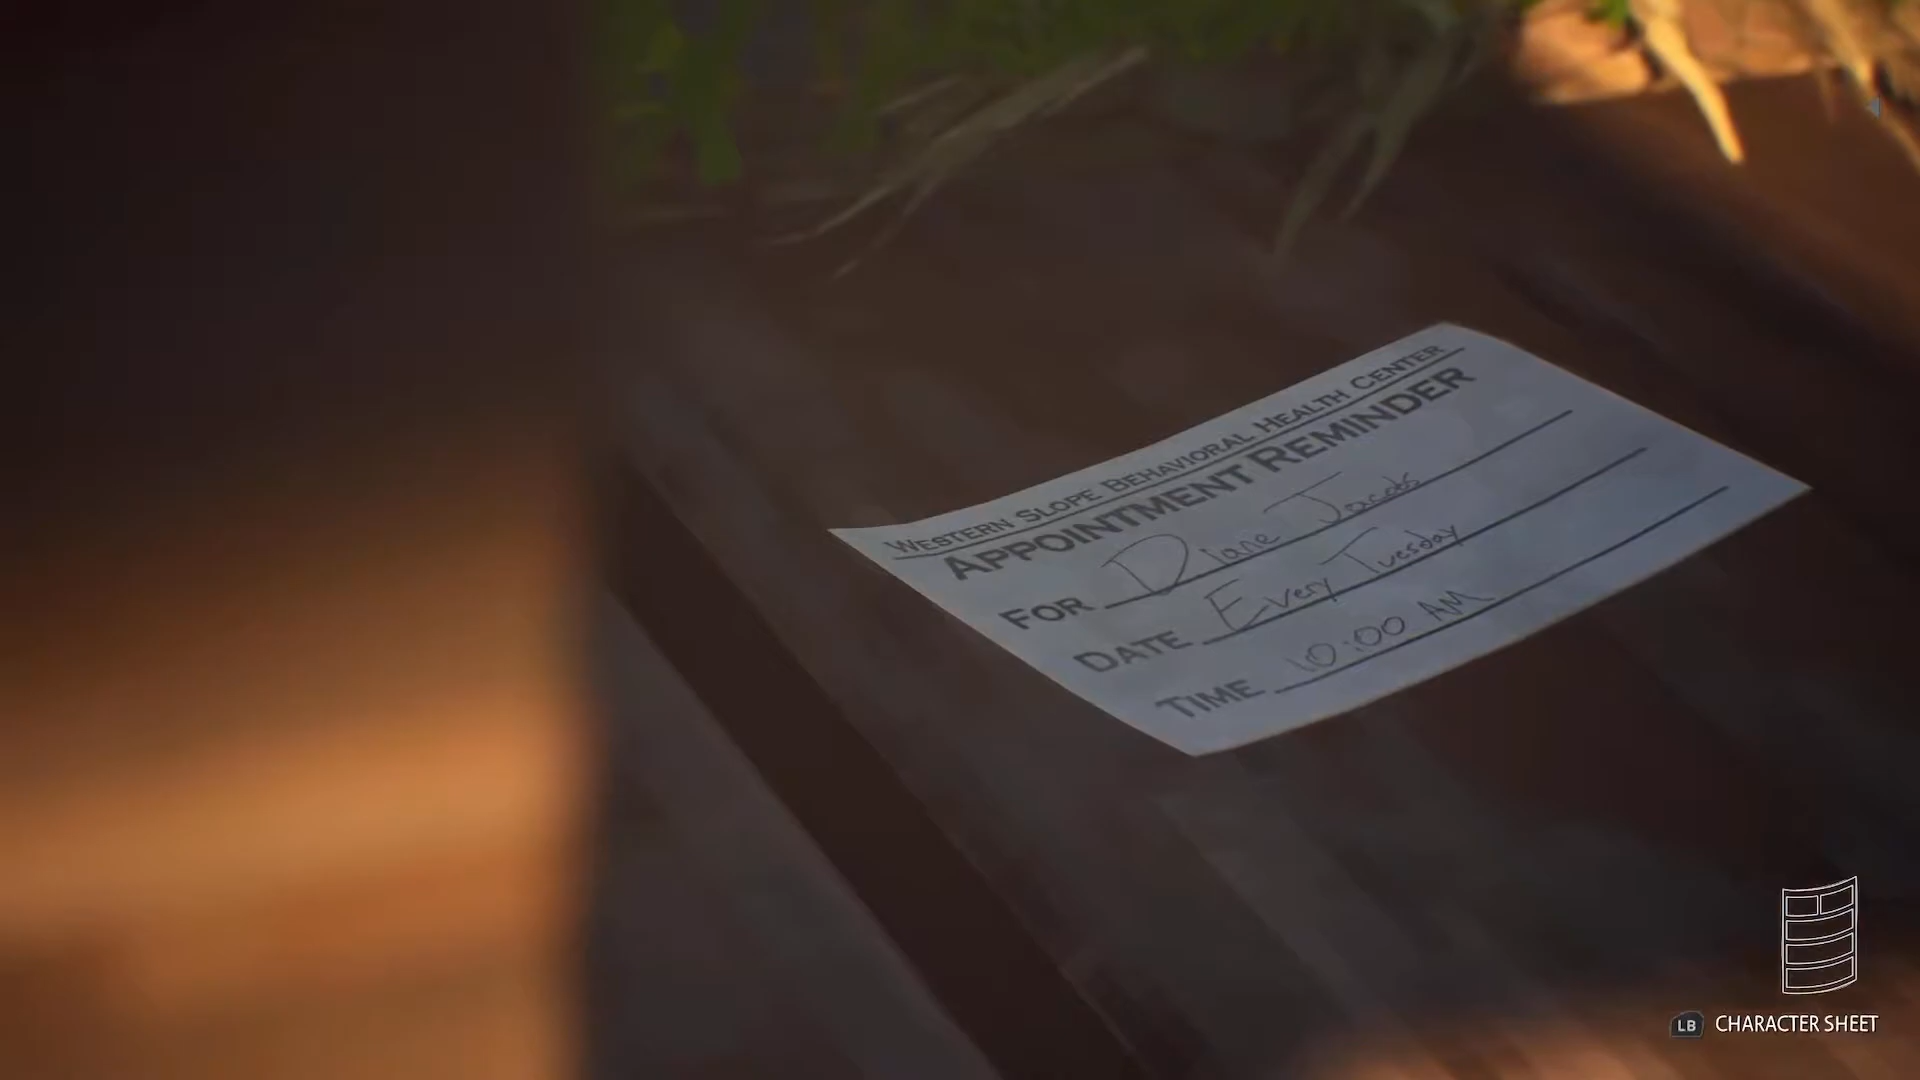 WESTERN SLOPE BEHAVIORAL HEALTH CENTER
APPOINTMENT REMINDER
FOR Diane Jacobs
DATE Every Tuesday
TIME 10:00 AM
LB CHARACTER SHEET